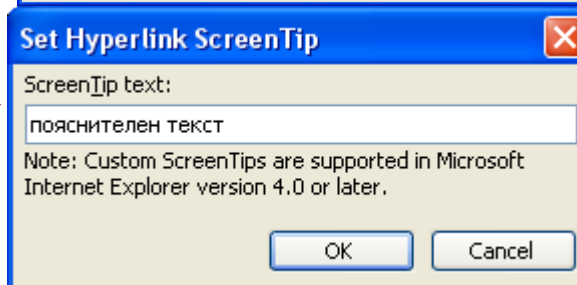 Set Hyperlink ScreenTip
ScreenTip text:
пояснителен текст
Note: Custom ScreenTips are supported in Microsoft
Internet Explorer version 4.0 or later.
OK
Cancel